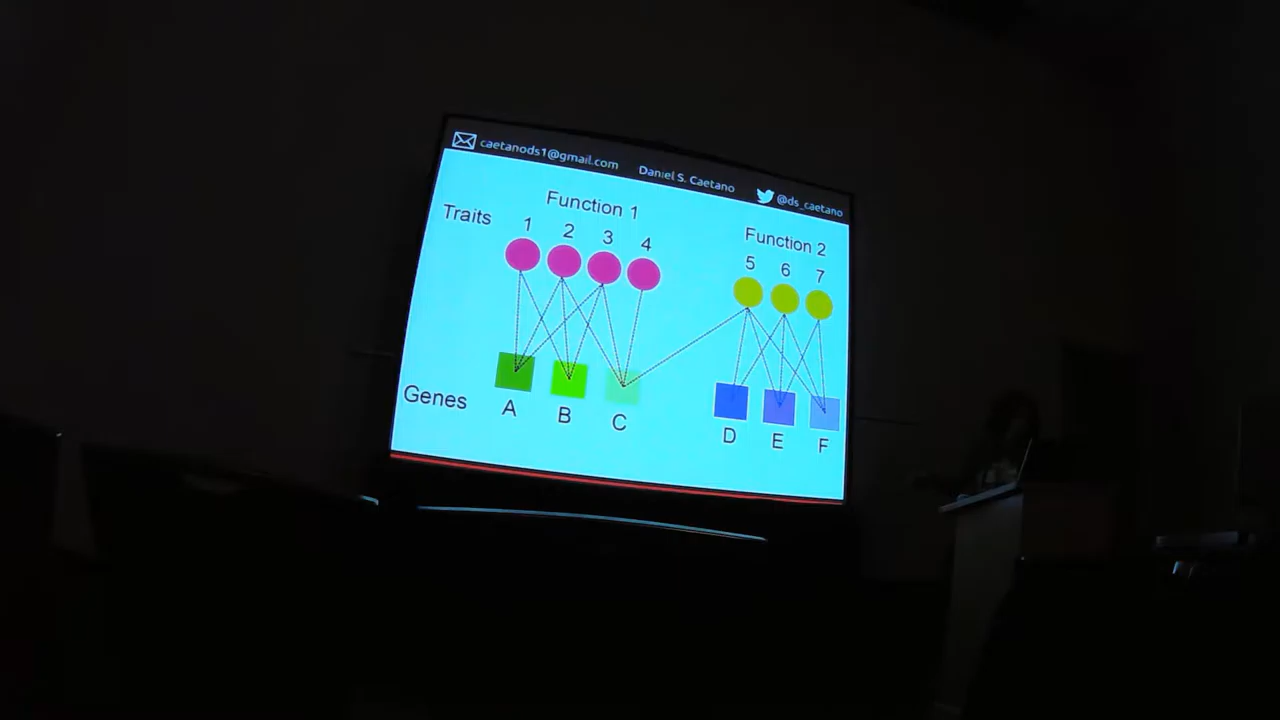 caetanods1@gmail.com Daniel S. Caetano @ds_caetano
Function 1
Function 2
Traits 1 2 3 4 5 6 7
Genes A B C D E F